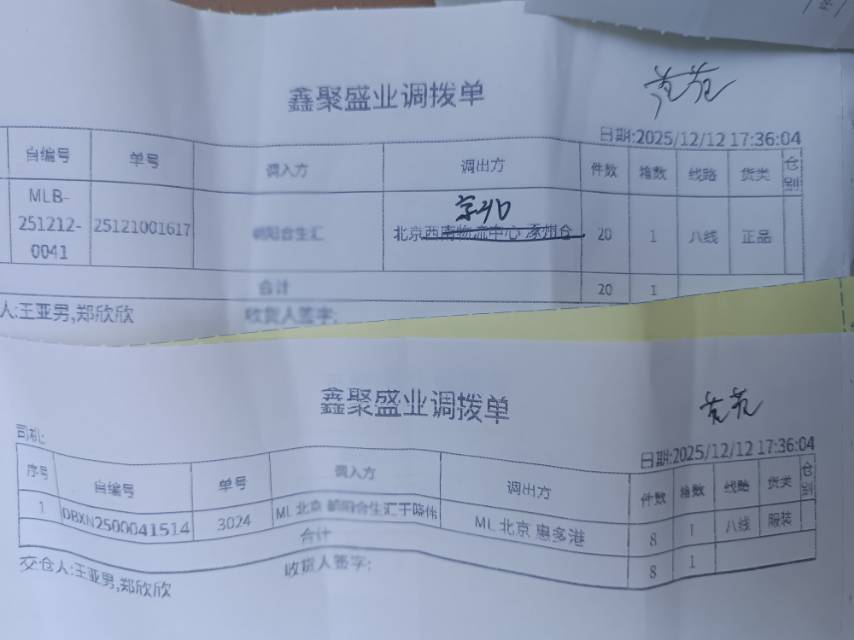 鑫聚盛业调拨单
日期:2025/12/12 17:36:04
自编号 单号 调入方 调出方 件数 箱数 线路 货类 仓别
MLB-251212-0041 25121001617 朝阳合生汇 北京西南物流中心 涿州仓 20 1 八线 正品
合计 20 1
人:王亚男,郑欣欣 收货人签字:
鑫聚盛业调拨单
司机:
日期:2025/12/12 17:36:04
序号 自编号 单号 调入方 调出方 件数 箱数 线路 货类 仓别
1 DBXN2500041514 3024 ML 北京 朝阳合生汇于晓伟 ML 北京 惠多港 8 1 八线 服装
合计 8 1
交仓人:王亚男,郑欣欣 收货人签字: